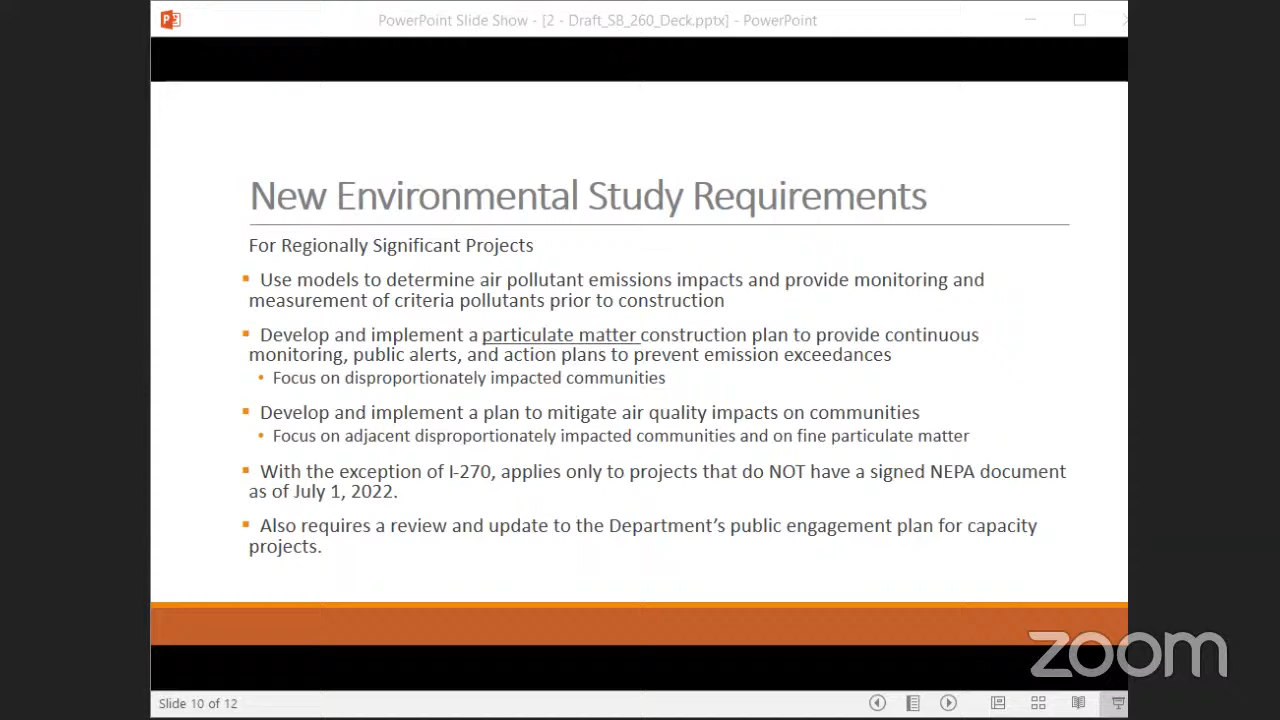 PowerPoint Slide Show - [2 - Draft_SB_260_Deck.pptx] - PowerPoint
New Environmental Study Requirements
For Regionally Significant Projects
▪ Use models to determine air pollutant emissions impacts and provide monitoring and
measurement of criteria pollutants prior to construction
▪ Develop and implement a particulate matter construction plan to provide continuous
monitoring, public alerts, and action plans to prevent emission exceedances
• Focus on disproportionately impacted communities
▪ Develop and implement a plan to mitigate air quality impacts on communities
• Focus on adjacent disproportionately impacted communities and on fine particulate matter
▪ With the exception of I-270, applies only to projects that do NOT have a signed NEPA document
as of July 1, 2022.
▪ Also requires a review and update to the Department's public engagement plan for capacity
projects.
zoom
Slide 10 of 12